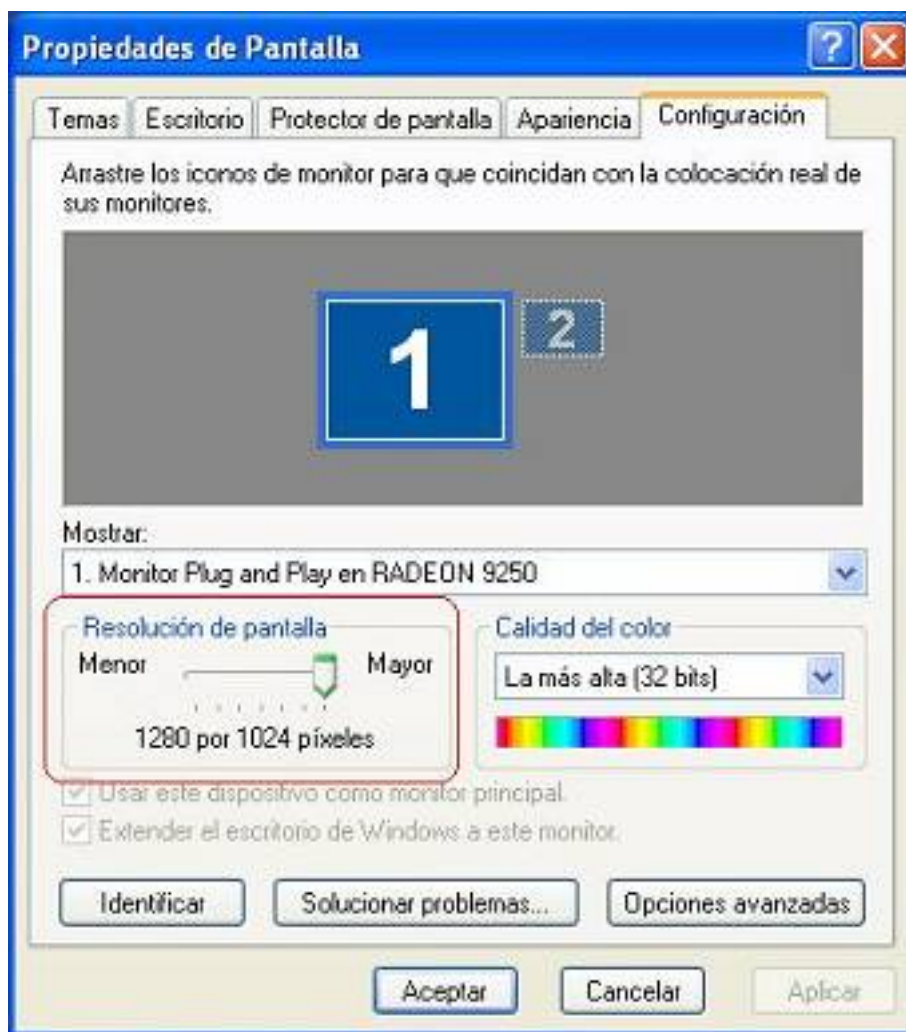 Propiedades de Pantalla
Temas Escritorio Protector de pantalla Apariencia Configuración
Arrastre los iconos de monitor para que coincidan con la colocación real de
sus monitores.
1 2
Mostrar:
1. Monitor Plug and Play en RADEON 9250
Resolución de pantalla
Menor Mayor
1280 por 1024 píxeles
Calidad del color
La más alta (32 bits)
Usar este dispositivo como monitor principal.
Extender el escritorio de Windows a este monitor.
Identificar Solucionar problemas... Opciones avanzadas
Aceptar Cancelar Aplicar